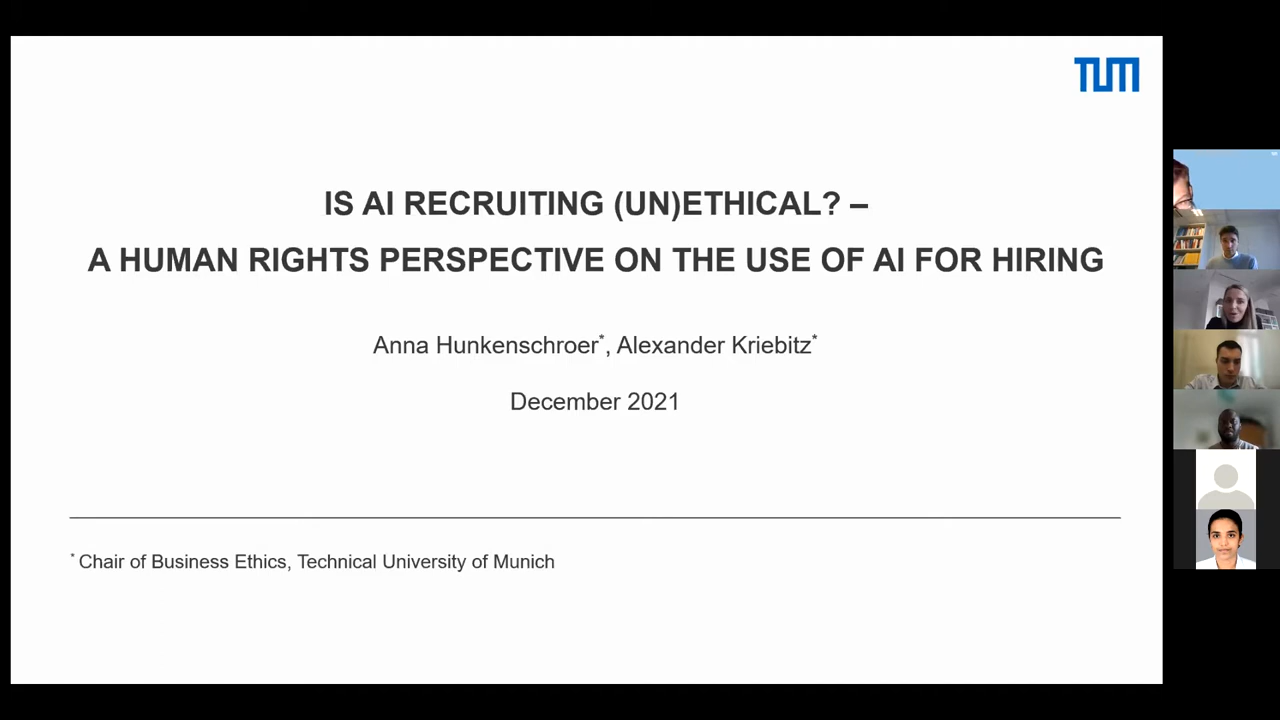 TUM
IS AI RECRUITING (UN)ETHICAL? –
A HUMAN RIGHTS PERSPECTIVE ON THE USE OF AI FOR HIRING
Anna Hunkenschroer*, Alexander Kriebitz*
December 2021
* Chair of Business Ethics, Technical University of Munich